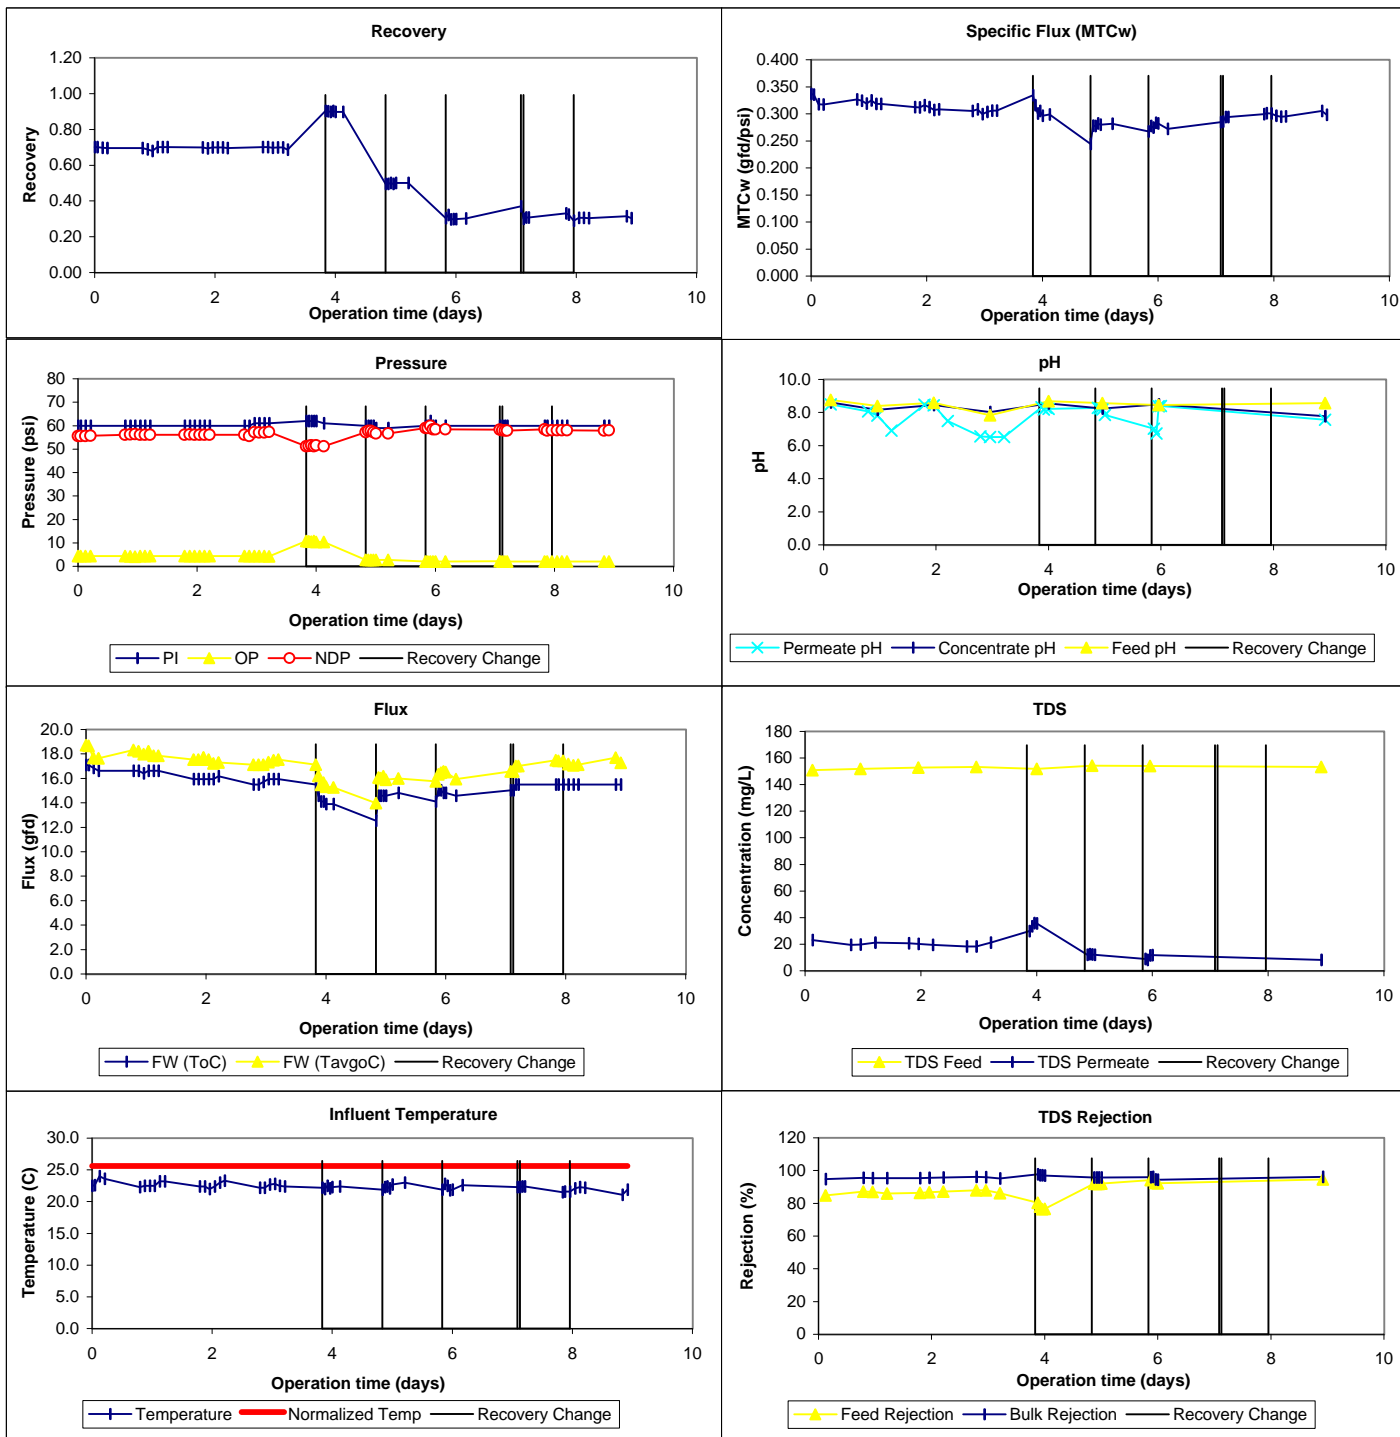 Recovery
1.20
1.00
0.80
0.60
0.40
0.20
0.00
Recovery
0 2 4 6 8 10
Operation time (days)
Specific Flux (MTCw)
0.400
0.350
0.300
0.250
0.200
0.150
0.100
0.050
0.000
MTCw (gfd/psi)
0 2 4 6 8 10
Operation time (days)
Pressure
80
70
60
50
40
30
20
10
0
Pressure (psi)
0 2 4 6 8 10
Operation time (days)
PI OP NDP Recovery Change
pH
10.0
8.0
6.0
4.0
2.0
0.0
pH
0 2 4 6 8 10
Operation time (days)
Permeate pH Concentrate pH Feed pH Recovery Change
Flux
20.0
18.0
16.0
14.0
12.0
10.0
8.0
6.0
4.0
2.0
0.0
Flux (gfd)
0 2 4 6 8 10
Operation time (days)
FW (ToC) FW (TavgoC) Recovery Change
TDS
180
160
140
120
100
80
60
40
20
0
Concentration (mg/L)
0 2 4 6 8 10
Operation time (days)
TDS Feed TDS Permeate Recovery Change
Influent Temperature
30.0
25.0
20.0
15.0
10.0
5.0
0.0
Temperature (C)
0 2 4 6 8 10
Operation time (days)
Temperature Normalized Temp Recovery Change
TDS Rejection
120
100
80
60
40
20
0
Rejection (%)
0 2 4 6 8 10
Operation time (days)
Feed Rejection Bulk Rejection Recovery Change